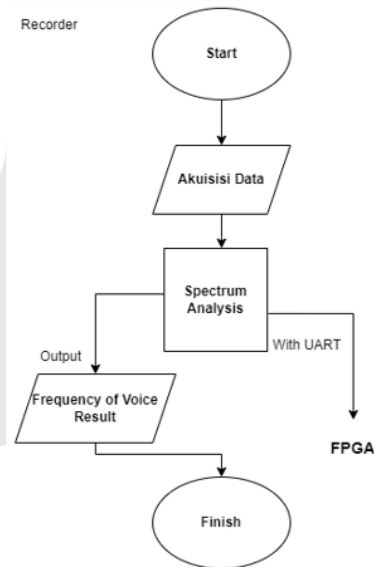 Recorder
Start
Akuisisi Data
Spectrum
Analysis
With UART
Output
Frequency of Voice
Result
FPGA
Finish